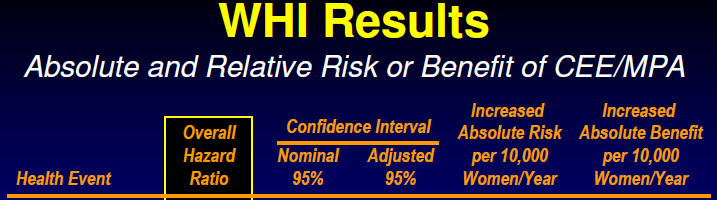 WHI Results
Absolute and Relative Risk or Benefit of CEE/MPA
Health Event
Overall
Hazard
Ratio
Confidence Interval
Nominal
95%
Adjusted
95%
Increased
Absolute Risk
per 10,000
Women/Year
Increased
Absolute Benefit
per 10,000
Women/Year